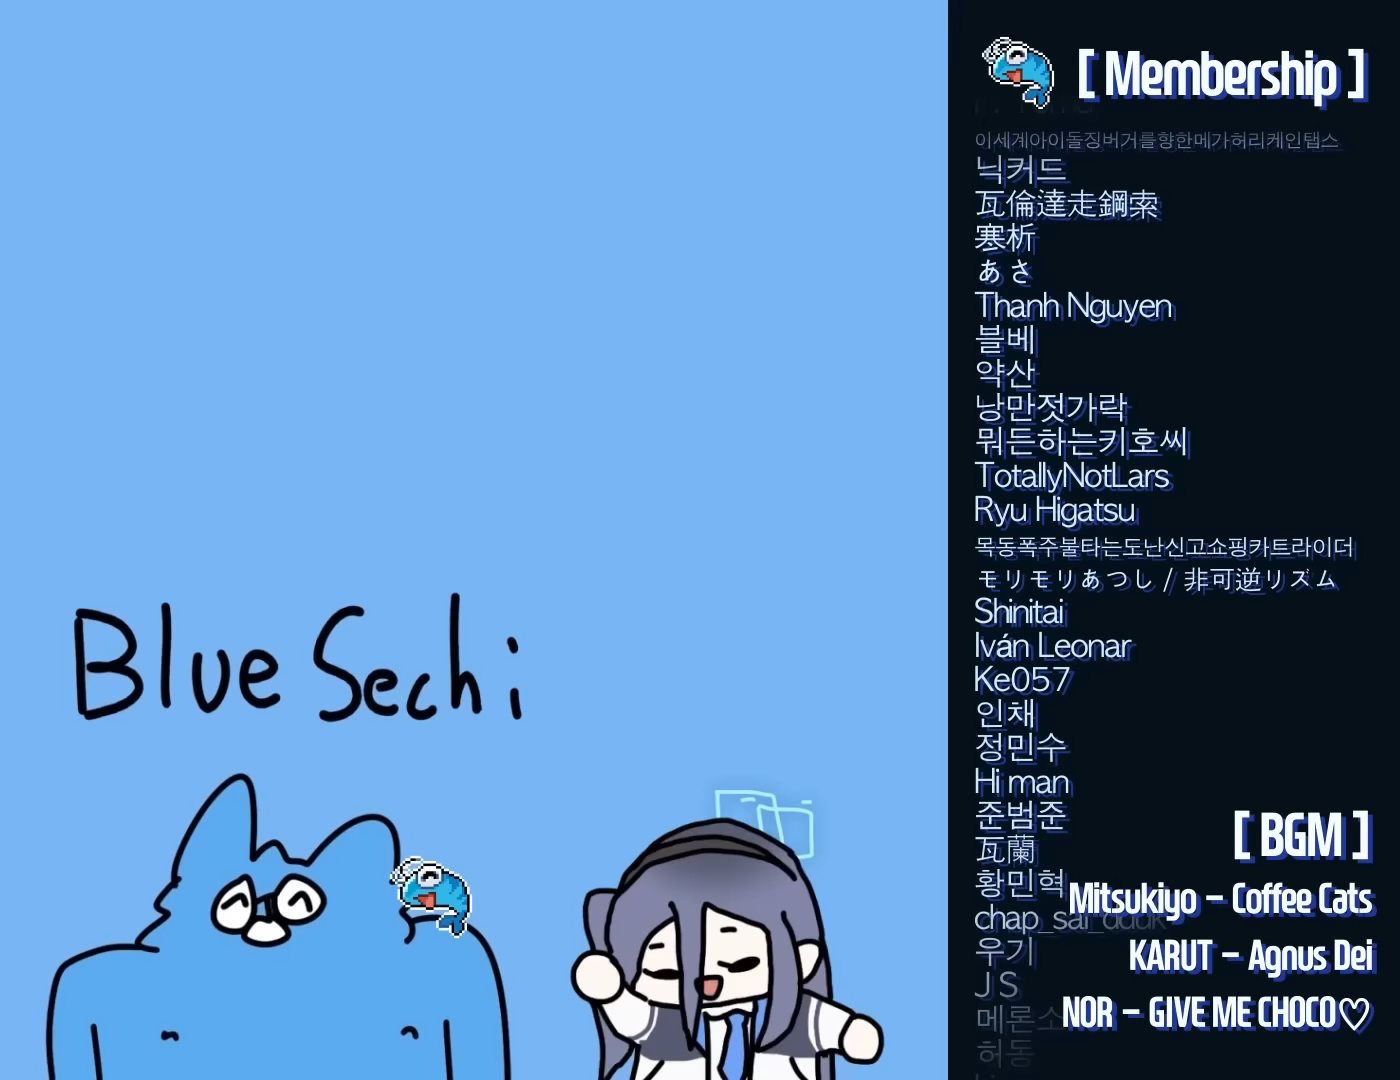 [ Membership ]
이세계아이돌징버거를향한메가허리케인탭스
닉커드
瓦倫達走鋼索
寒析
あさ
Thanh Nguyen
블베
약산
낭만젓가락
뭐든하는키호씨
TotallyNotLars
Ryu Higatsu
목동폭주불타는도난신고쇼핑카트라이더
モリモリあつし / 非可逆リズム
Shinitai
Iván Leonar
Ke057
인채
정민수
Hi man
준범준
瓦蘭
황민혁
chap_sal_dduk
우기
JS
메론소
허동
Blue Sechi
[ BGM ]
Mitsukiyo – Coffee Cats
KARUT – Agnus Dei
NOR – GIVE ME CHOCO♡